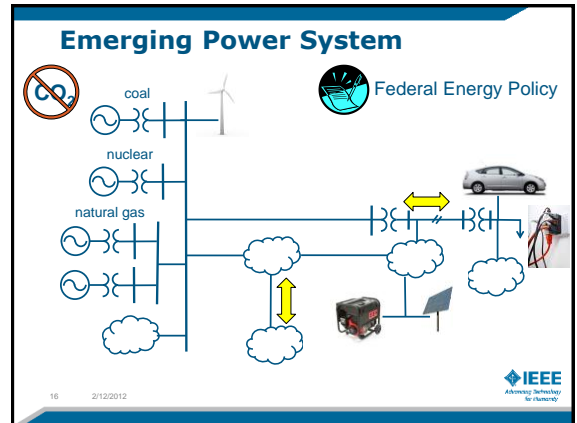 Emerging Power System
CO2
coal
Federal Energy Policy
nuclear
natural gas
16 2/12/2012
IEEE
Advancing Technology
for Humanity